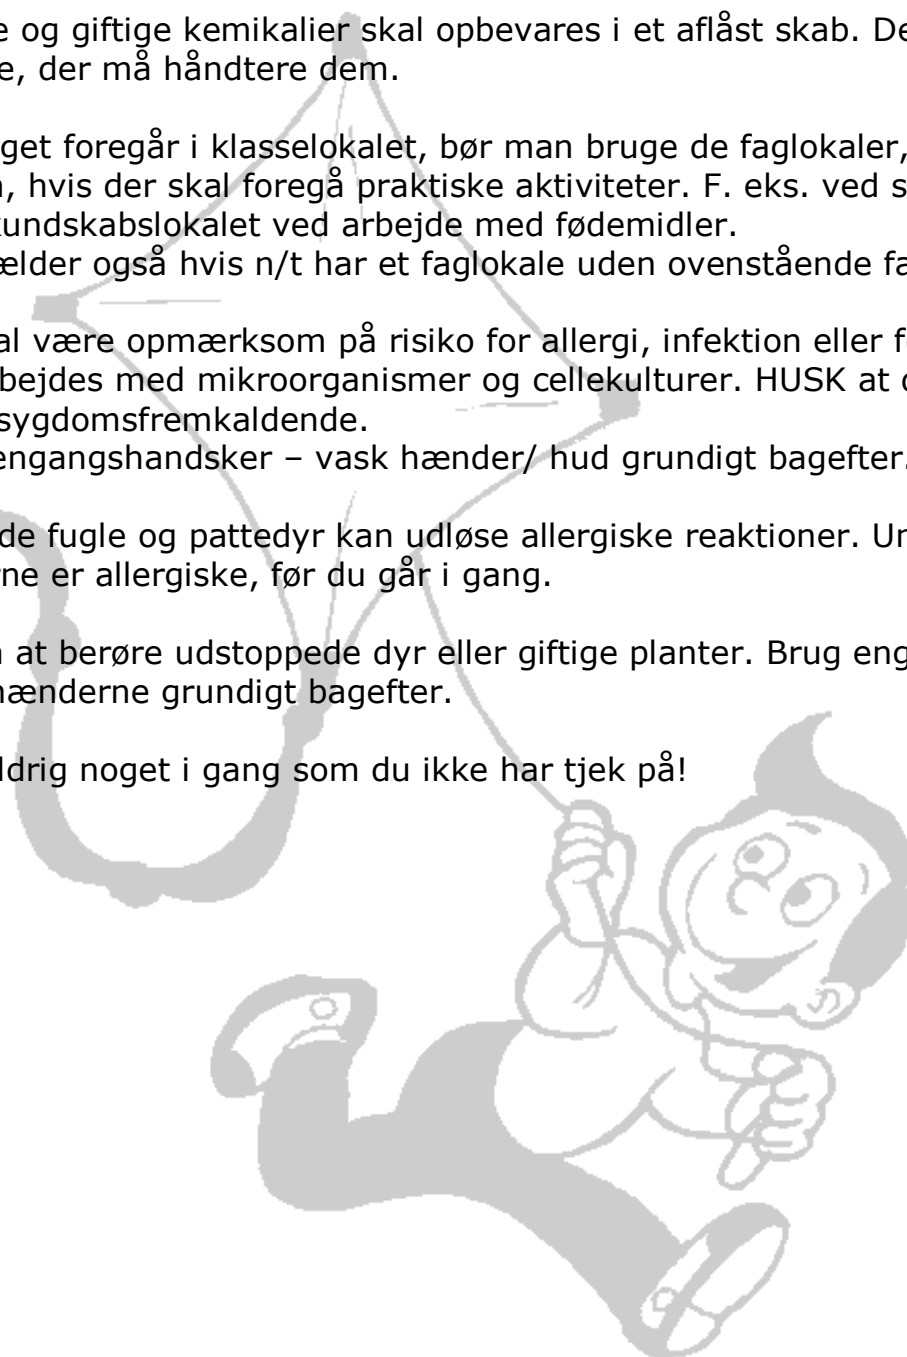 e og giftige kemikalier skal opbevares i et aflåst skab. De
e, der må håndtere dem.
get foregår i klasselokalet, bør man bruge de faglokaler,
, hvis der skal foregå praktiske aktiviteter. F. eks. ved s
kundskabslokalet ved arbejde med fødemidler.
ælder også hvis n/t har et faglokale uden ovenstående fa
al være opmærksom på risiko for allergi, infektion eller f
bejdes med mikroorganismer og cellekulturer. HUSK at
sygdomsfremkaldende.
engangshandsker – vask hænder/ hud grundigt bagefter.
de fugle og pattedyr kan udløse allergiske reaktioner. Un
rne er allergiske, før du går i gang.
at berøre udstoppede dyr eller giftige planter. Brug eng
hænderne grundigt bagefter.
ldrig noget i gang som du ikke har tjek på!